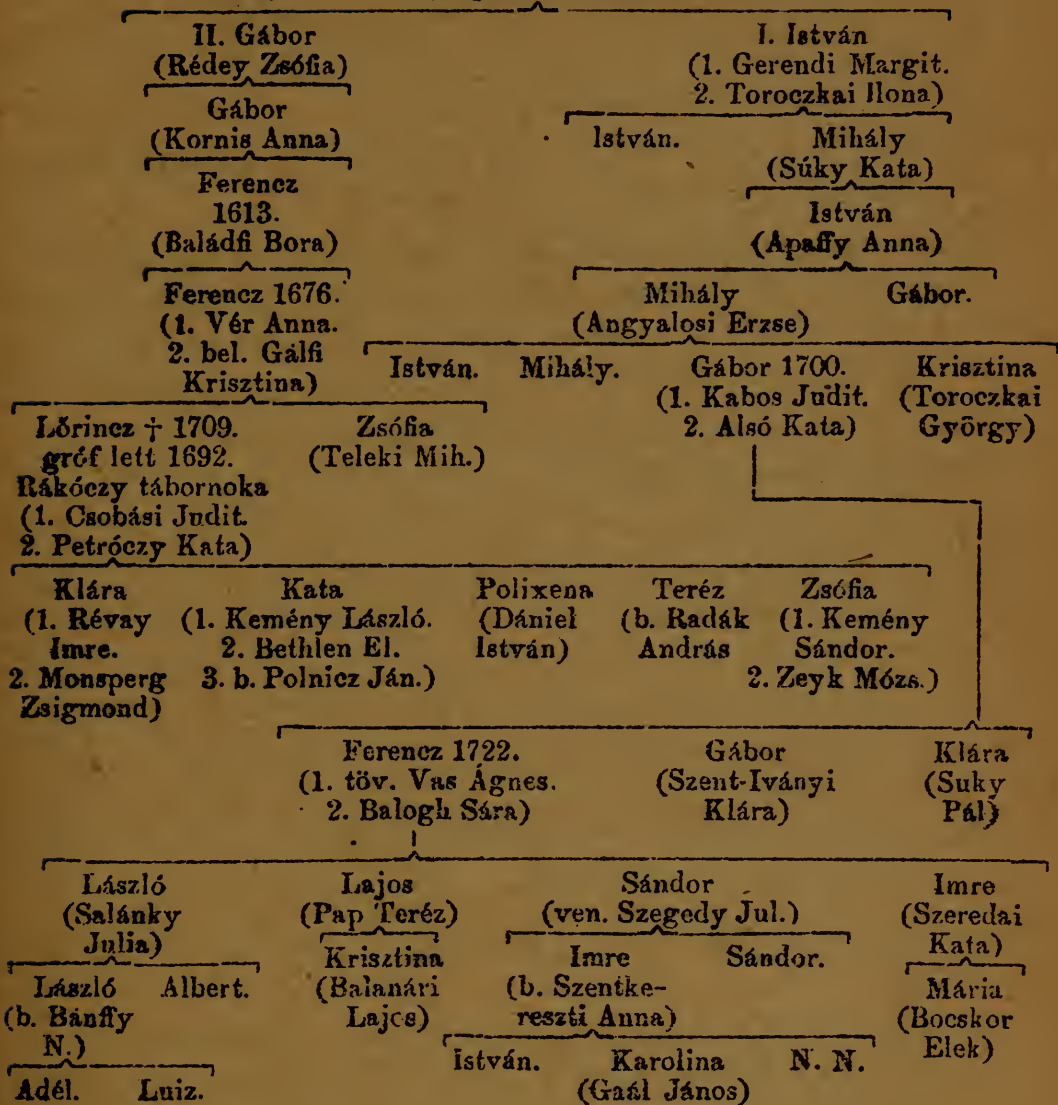 II. Gábor
(Rédey Zsófia)
I. István
(1. Gerendi Margit.
2. Toroczkai Ilona)
Gábor
(Kornis Anna)
István.
Mihály
(Súky Kata)
Ferencz
1613.
(Baládfi Bora)
István
(Apaffy Anna)
Ferencz 1676.
(1. Vér Anna.
2. bel. Gálfi
Krisztina)
Mihály
(Angyalosi Erzse)
Gábor.
István.
Mihály.
Gábor 1700.
(1. Kabos Judit.
2. Alsó Kata)
Krisztina
(Toroczkai
György)
Lőrincz † 1709.
gróf lett 1692.
Rákóczy tábornoka
(1. Csobási Judit.
2. Petróczy Kata)
Zsófia
(Teleki Mih.)
Klára
(1. Révay
Imre.
2. Monsperg
Zsigmond)
Kata
(1. Kemény László.
2. Bethlen El.
3. b. Polnicz Ján.)
Polixena
(Dániel
István)
Teréz
(b. Radák
András
Zsófia
(1. Kemény
Sándor.
2. Zeyk Mózs.)
Ferencz 1722.
(1. töv. Vas Ágnes.
2. Balogh Sára)
Gábor
(Szent-Iványi
Klára)
Klára
(Suky
Pál)
László
(Salánky
Julia)
Lajos
(Pap Teréz)
Sándor
(ven. Szegedy Jul.)
Imre
(Szeredai
Kata)
László
(b. Bánffy
N.)
Albert.
Krisztina
(Balanári
Lajos)
Imre
(b. Szentke-
reszti Anna)
Sándor.
Mária
(Bocskor
Elek)
Adél.
Luiz.
István.
Karolina
(Gaál János)
N. N.